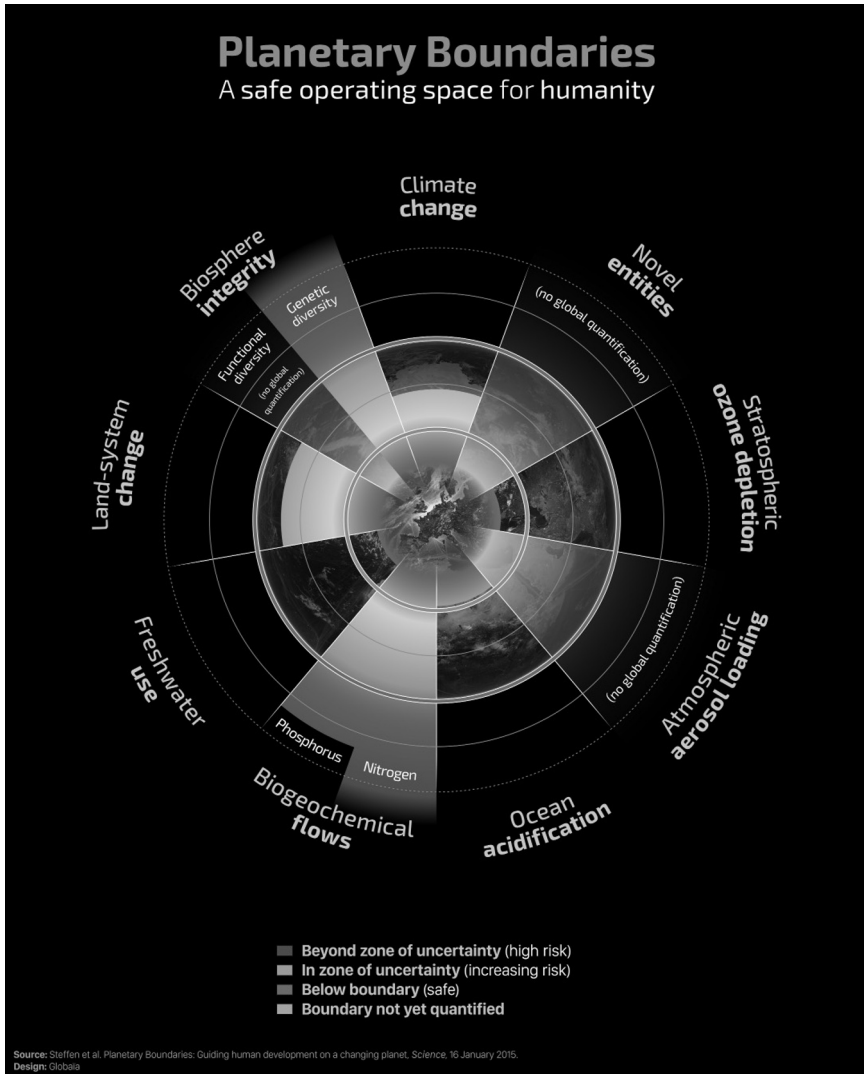 Planetary Boundaries
A safe operating space for humanity
Climate
change
Novel
entities
(no global quantification)
Stratospheric
ozone depletion
Atmospheric
aerosol loading
(no global quantification)
Ocean
acidification
Biogeochemical
flows
Phosphorus
Nitrogen
Freshwater
use
Land-system
change
Biosphere
integrity
Functional
diversity
(no global
quantification)
Genetic
diversity
Beyond zone of uncertainty (high risk)
In zone of uncertainty (increasing risk)
Below boundary (safe)
Boundary not yet quantified
Source: Steffen et al. Planetary Boundaries: Guiding human development on a changing planet, Science, 16 January 2015.
Design: Globaia